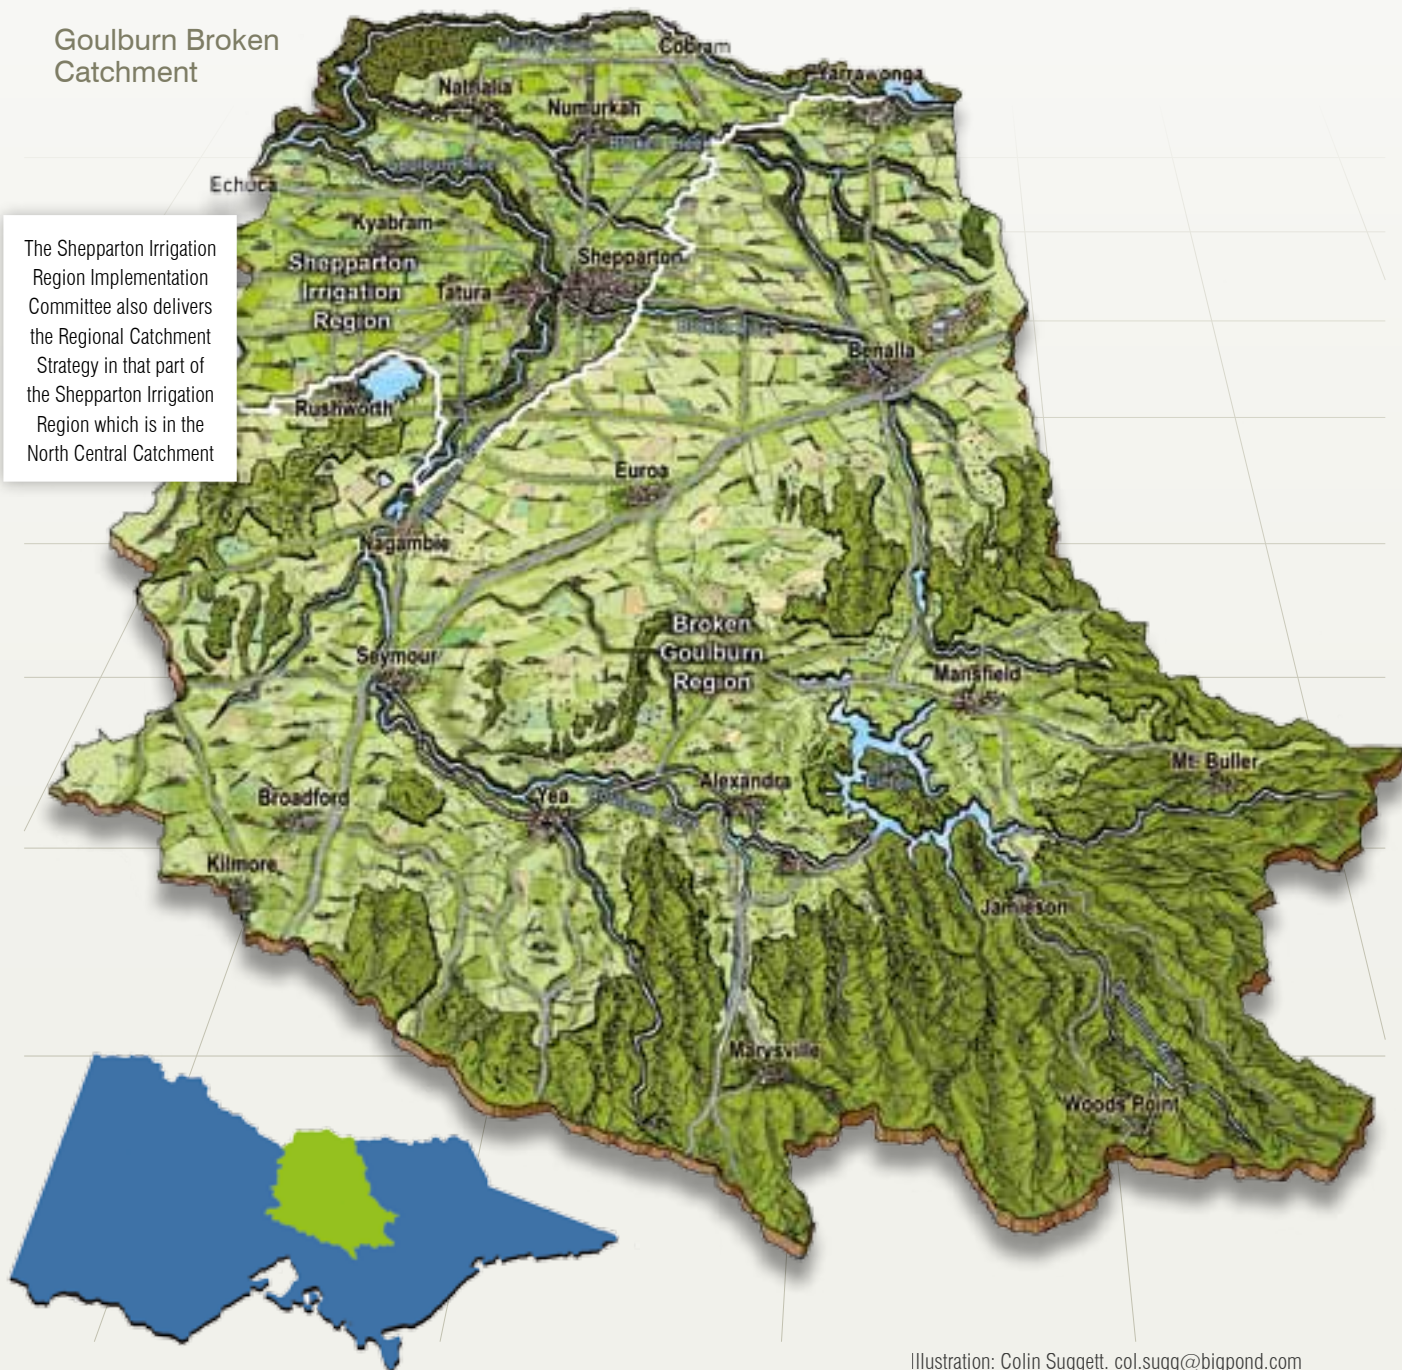 Goulburn Broken
Catchment
Cobram
Yarrawonga
Nathalia
Numurkah
Echuca
Kyabram
Shepparton
Irrigation
Region
Tatura
Shepparton
Benalla
Rushworth
The Shepparton Irrigation
Region Implementation
Committee also delivers
the Regional Catchment
Strategy in that part of
the Shepparton Irrigation
Region which is in the
North Central Catchment
Euroa
Nagambie
Broken
Goulburn
Region
Seymour
Mansfield
Mt. Buller
Alexandra
Yea
Broadford
Kilmore
Jamieson
Marysville
Woods Point
Illustration: Colin Suggett. col.sugg@bigpond.com